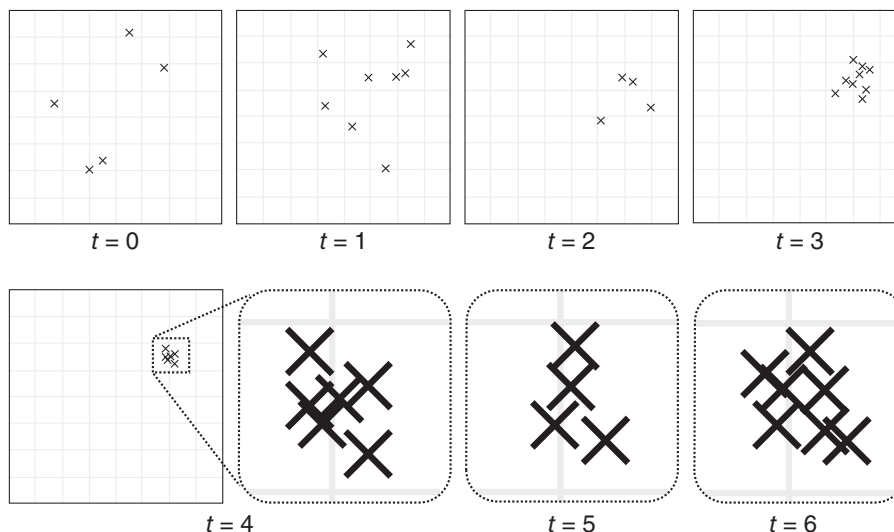 t = 0
t = 1
t = 2
t = 3
t = 4
t = 5
t = 6